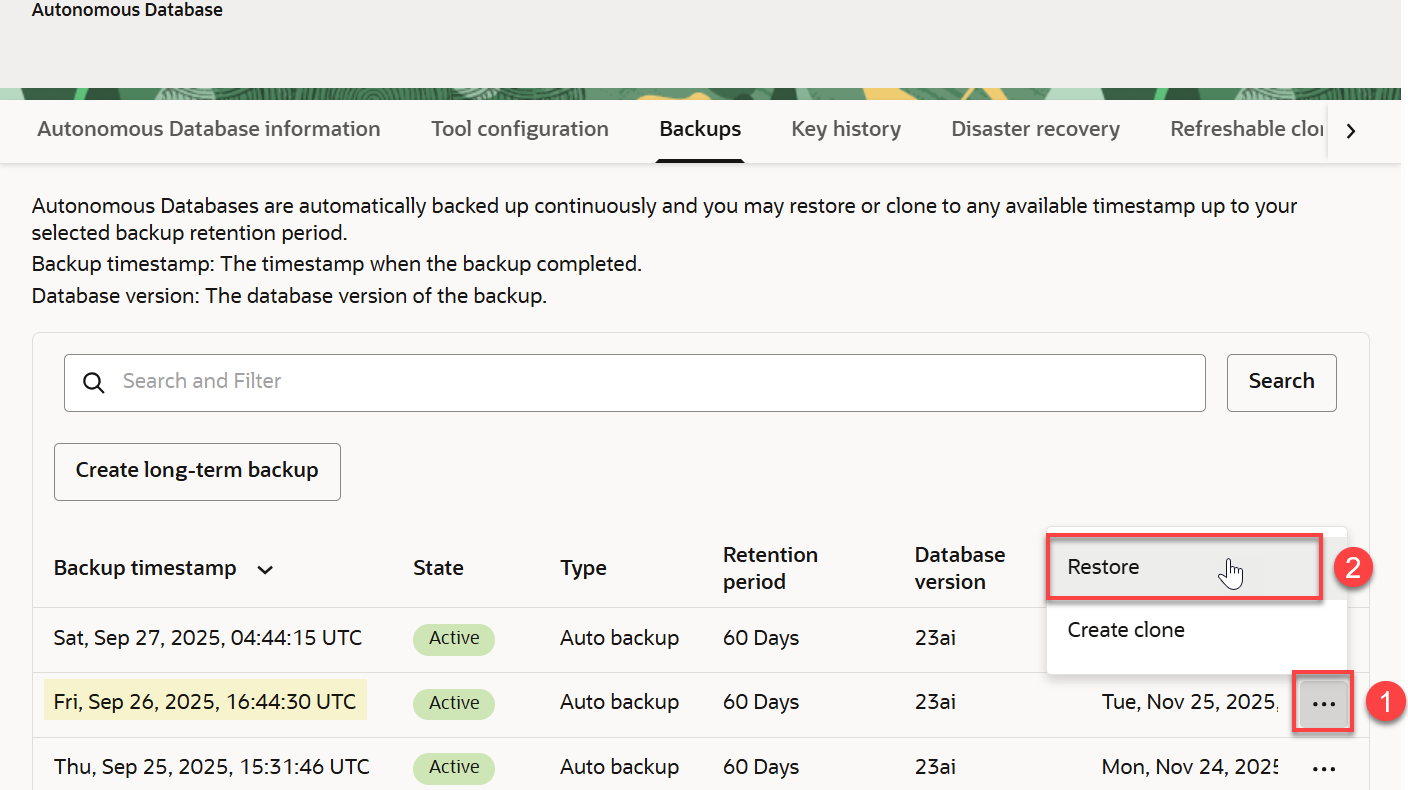 Autonomous Database
Autonomous Database information Tool configuration Backups Key history Disaster recovery Refreshable clo
Autonomous Databases are automatically backed up continuously and you may restore or clone to any available timestamp up to your
selected backup retention period.
Backup timestamp: The timestamp when the backup completed.
Database version: The database version of the backup.
Search and Filter Search
Create long-term backup
Backup timestamp State Type Retention period Database version
Restore 2
Create clone
Sat, Sep 27, 2025, 04:44:15 UTC Active Auto backup 60 Days 23ai
Fri, Sep 26, 2025, 16:44:30 UTC Active Auto backup 60 Days 23ai Tue, Nov 25, 2025, ... 1
Thu, Sep 25, 2025, 15:31:46 UTC Active Auto backup 60 Days 23ai Mon, Nov 24, 2025 ...